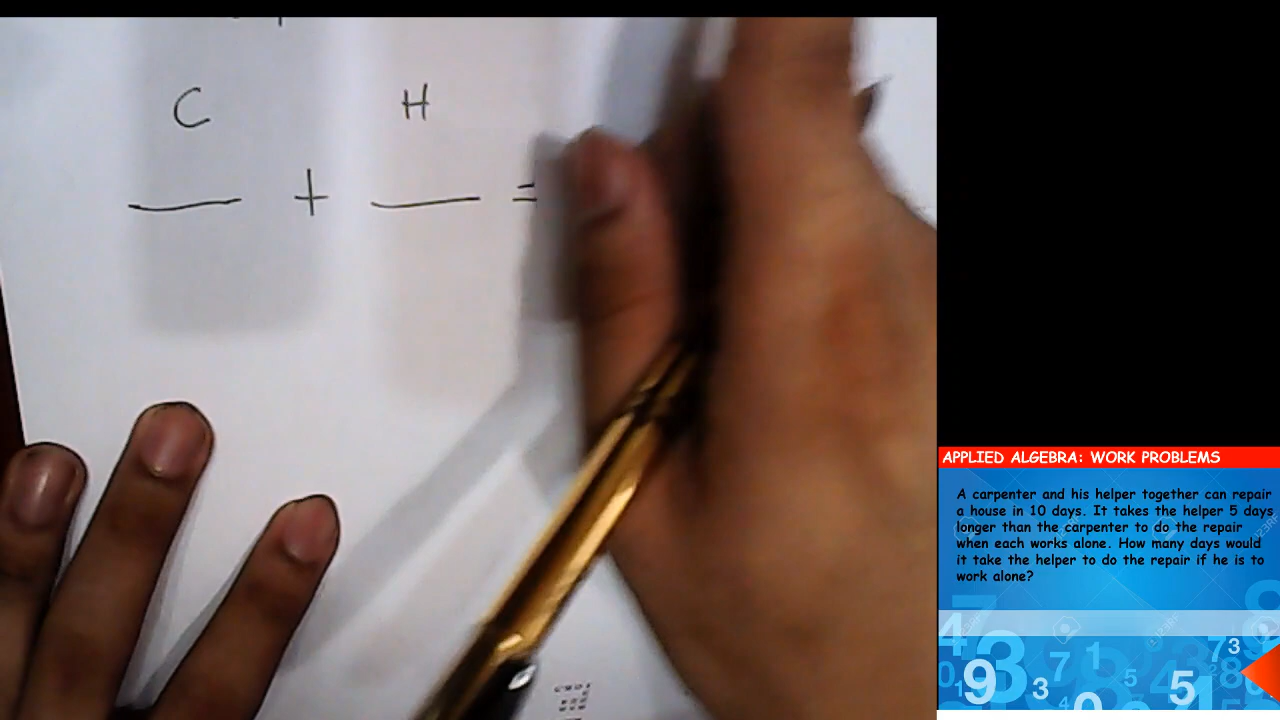 C H
+ =
APPLIED ALGEBRA: WORK PROBLEMS
A carpenter and his helper together can repair
a house in 10 days. It takes the helper 5 days
longer than the carpenter to do the repair
when each works alone. How many days would
it take the helper to do the repair if he is to
work alone?